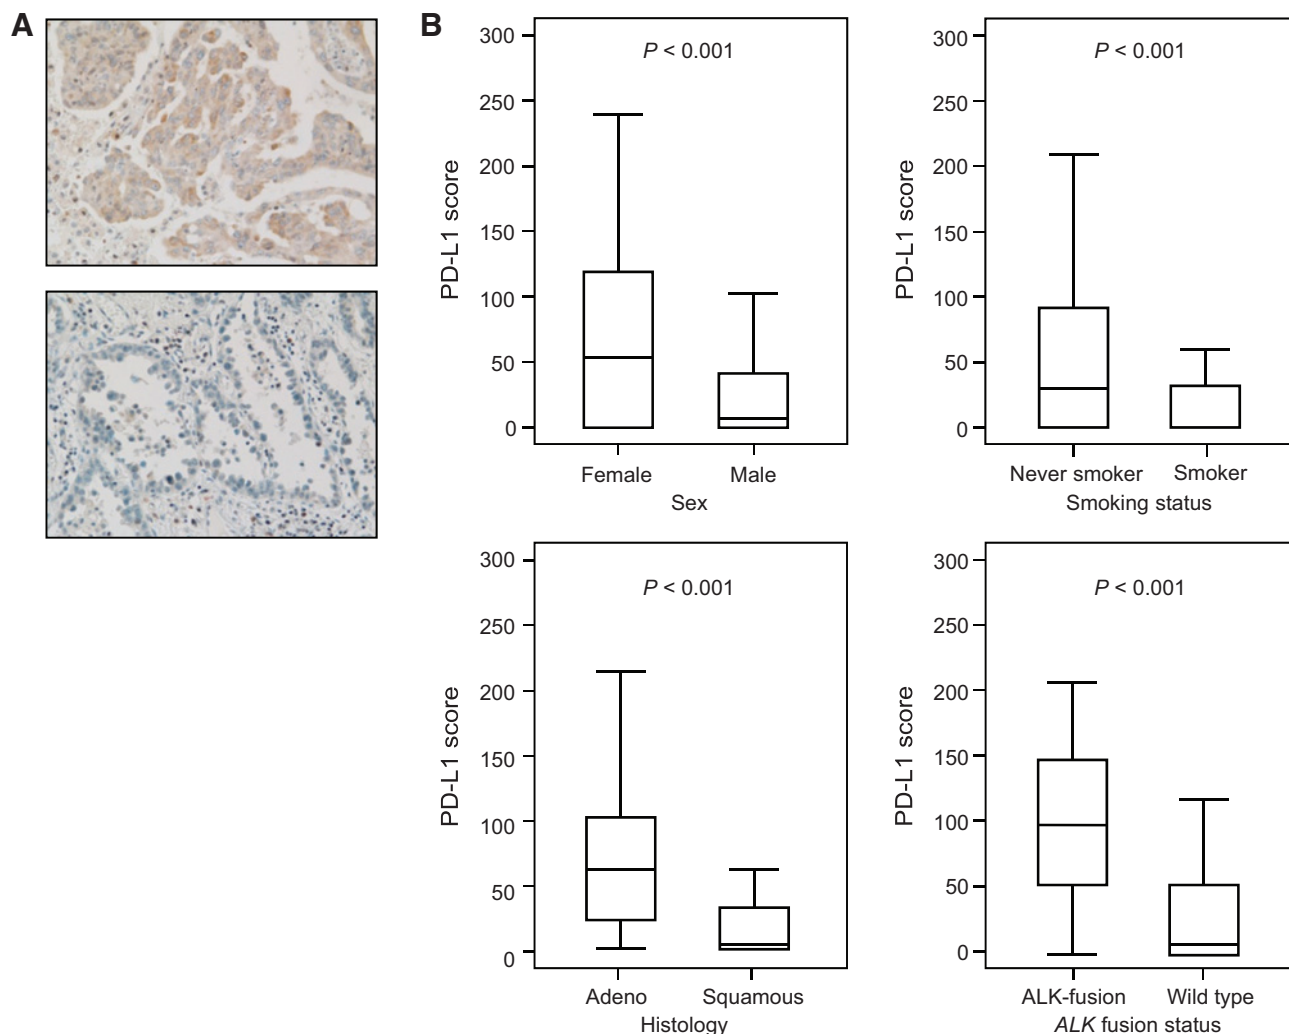 A
B
P < 0.001
300
250
200
150
100
50
0
PD-L1 score
Female
Male
Sex
P < 0.001
300
250
200
150
100
50
0
PD-L1 score
Never smoker
Smoker
Smoking status
P < 0.001
300
250
200
150
100
50
0
PD-L1 score
Adeno
Squamous
Histology
P < 0.001
300
250
200
150
100
50
0
PD-L1 score
ALK-fusion
Wild type
ALK fusion status